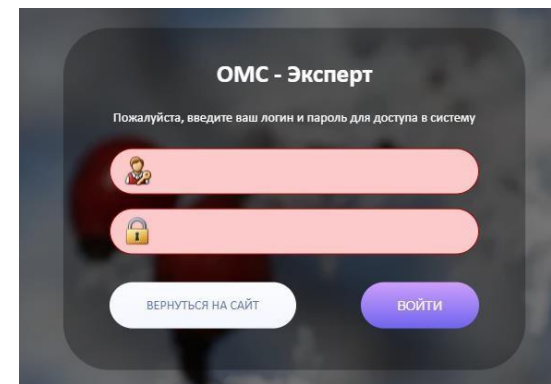 ОМС - Эксперт
Пожалуйста, введите ваш логин и пароль для доступа в систему
ВЕРНУТЬСЯ НА САЙТ
ВОЙТИ